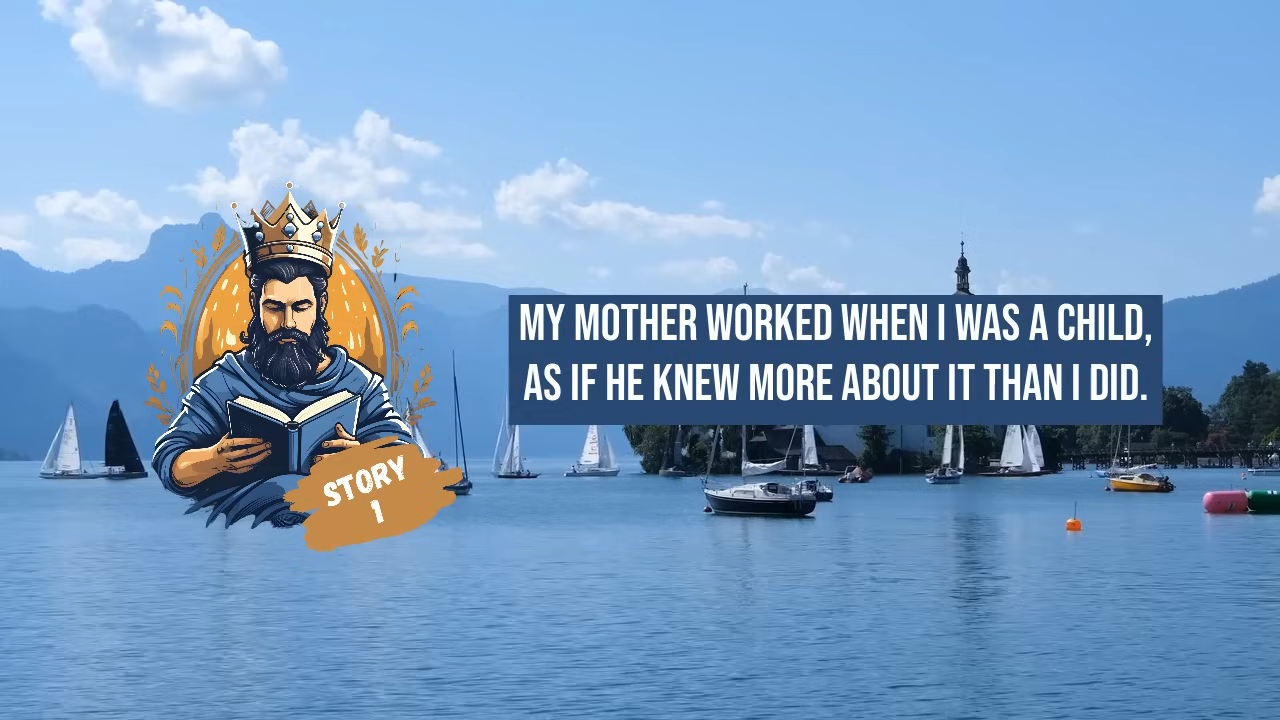 MY MOTHER WORKED WHEN I WAS A CHILD,
AS IF HE KNEW MORE ABOUT IT THAN I DID.
STORY
1